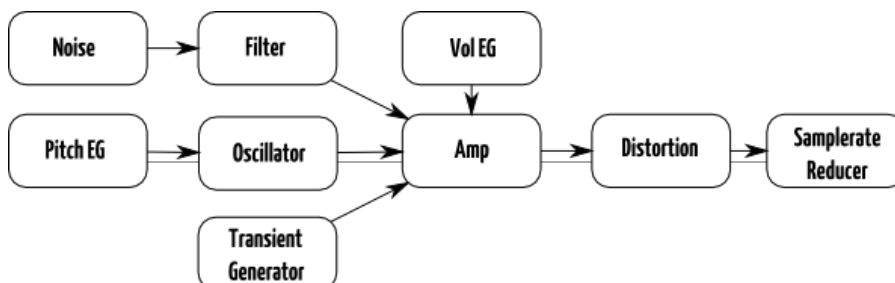 Noise
Filter
Vol EG
Pitch EG
Oscillator
Amp
Distortion
Samplerate
Reducer
Transient
Generator